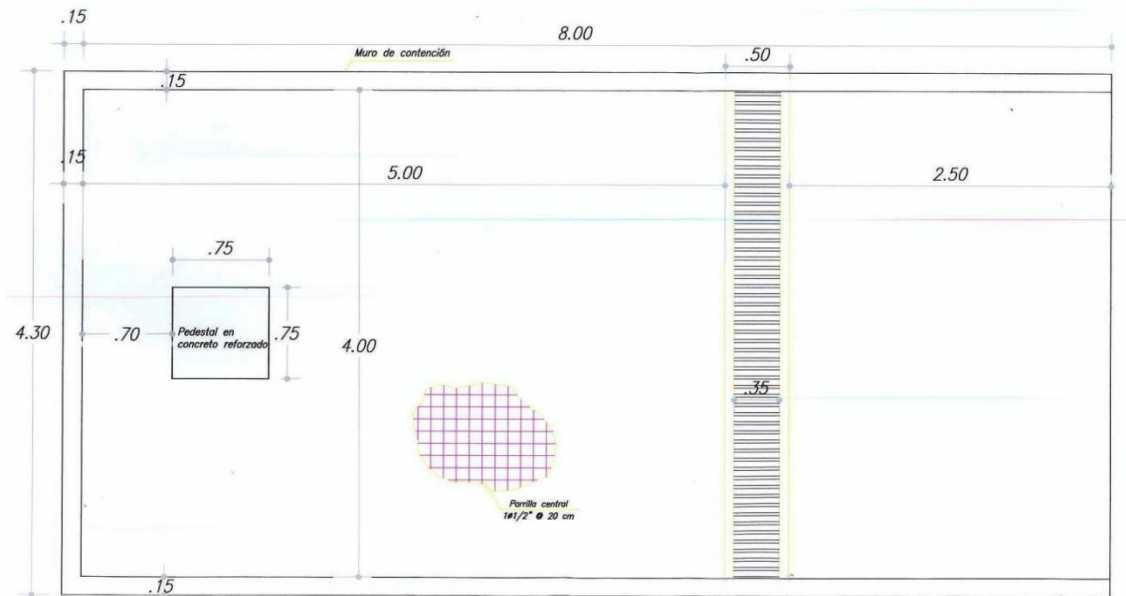 .15
8.00
Muro de contención
.50
.15
.15
5.00
2.50
.75
4.30
.70
Pedestal en
concreto reforzado
.75
4.00
.35
Parrilla central
1#1/2" @ 20 cm
.15